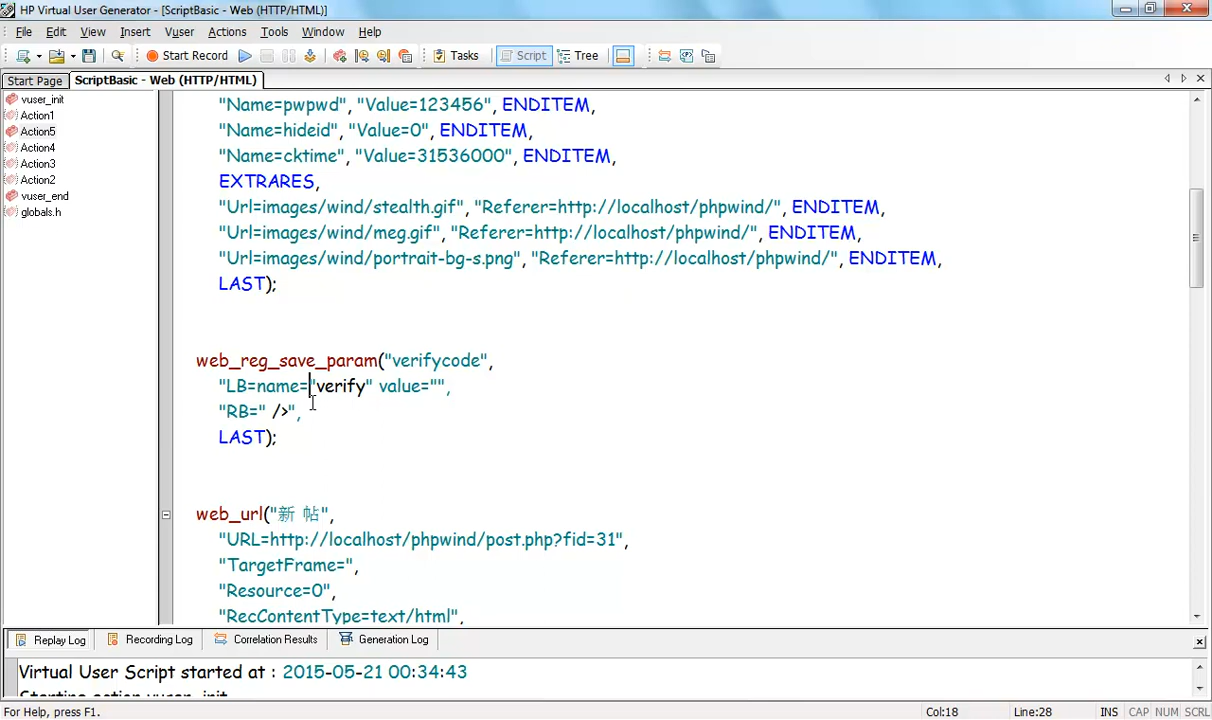 HP Virtual User Generator - [ScriptBasic - Web (HTTP/HTML)]
File Edit View Insert Vuser Actions Tools Window Help
Start Record Tasks Script Tree
Start Page ScriptBasic - Web (HTTP/HTML)
vuser_init
Action1
Action5
Action4
Action3
Action2
vuser_end
globals.h
"Name=pwpwd", "Value=123456", ENDITEM,
"Name=hideid", "Value=0", ENDITEM,
"Name=cktime", "Value=31536000", ENDITEM,
EXTRARES,
"Url=images/wind/stealth.gif", "Referer=http://localhost/phpwind/", ENDITEM,
"Url=images/wind/meg.gif", "Referer=http://localhost/phpwind/", ENDITEM,
"Url=images/wind/portrait-bg-s.png", "Referer=http://localhost/phpwind/", ENDITEM,
LAST);
web_reg_save_param("verifycode",
"LB=name="verify" value="",
"RB=" />",
LAST);
web_url("新 帖",
"URL=http://localhost/phpwind/post.php?fid=31",
"TargetFrame=",
"Resource=0",
"RecContentType=text/html",
Replay Log Recording Log Correlation Results Generation Log
Virtual User Script started at : 2015-05-21 00:34:43
Starting action vuser_init
For Help, press F1. Col:18 Line:28 INS CAP NUM SCRL